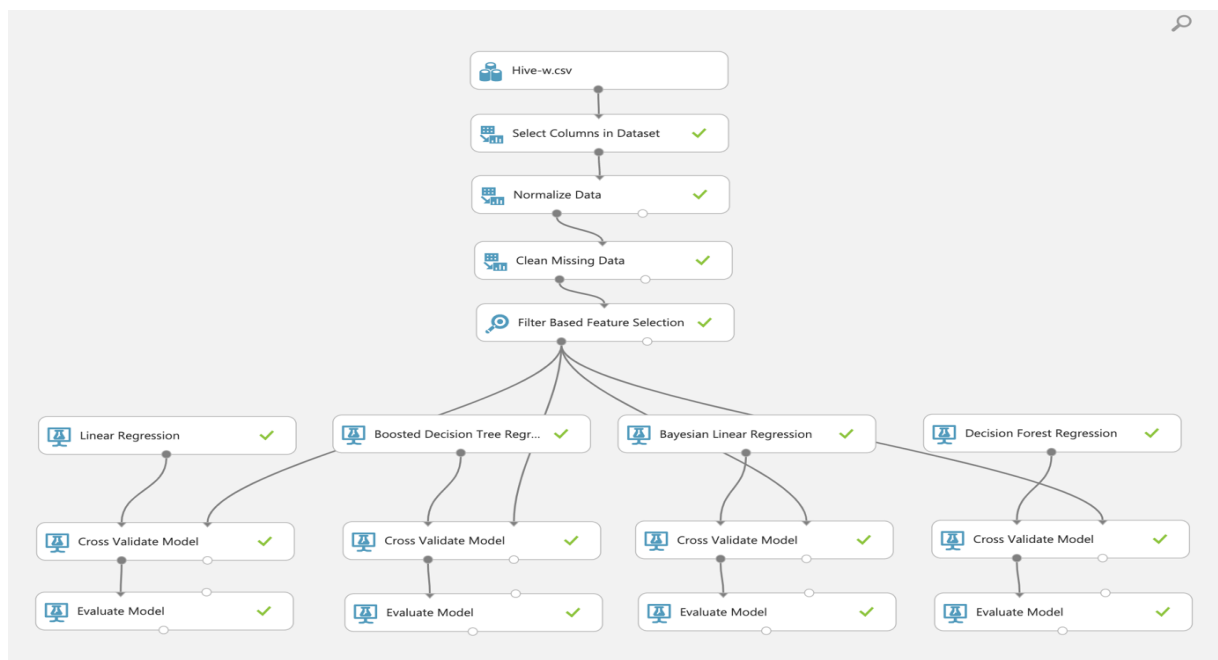 Hive-w.csv
Select Columns in Dataset
Normalize Data
Clean Missing Data
Filter Based Feature Selection
Linear Regression
Boosted Decision Tree Regr...
Bayesian Linear Regression
Decision Forest Regression
Cross Validate Model
Cross Validate Model
Cross Validate Model
Cross Validate Model
Evaluate Model
Evaluate Model
Evaluate Model
Evaluate Model